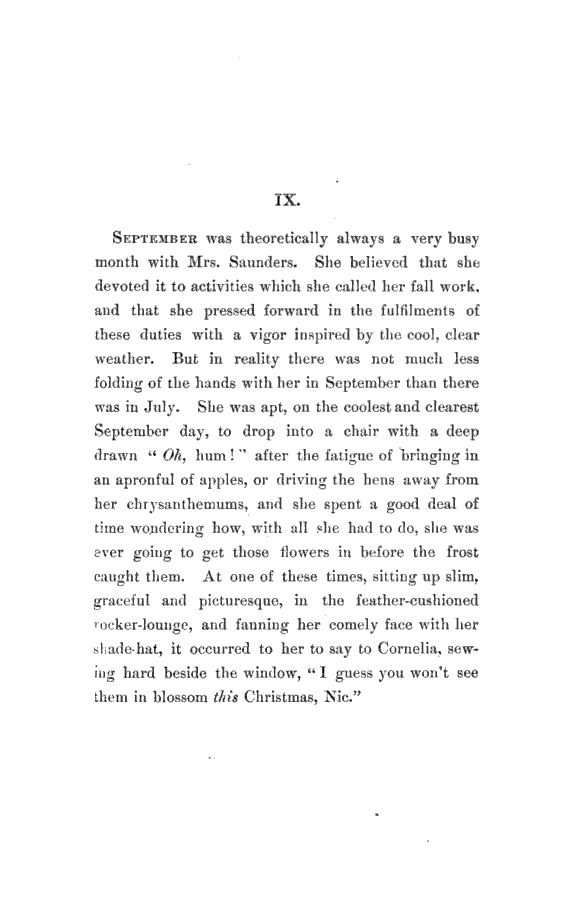 IX.
SEPTEMBER was theoretically always a very busy
month with Mrs. Saunders. She believed that she
devoted it to activities which she called her fall work,
and that she pressed forward in the fulfilments of
these duties with a vigor inspired by the cool, clear
weather. But in reality there was not much less
folding of the hands with her in September than there
was in July. She was apt, on the coolest and clearest
September day, to drop into a chair with a deep
drawn “ Oh, hum ! ” after the fatigue of bringing in
an apronful of apples, or driving the hens away from
her chrysanthemums, and she spent a good deal of
time wondering how, with all she had to do, she was
ever going to get those flowers in before the frost
caught them. At one of these times, sitting up slim,
graceful and picturesque, in the feather-cushioned
rocker-lounge, and fanning her comely face with her
shade-hat, it occurred to her to say to Cornelia, sew-
ing hard beside the window, “ I guess you won’t see
them in blossom this Christmas, Nic.”